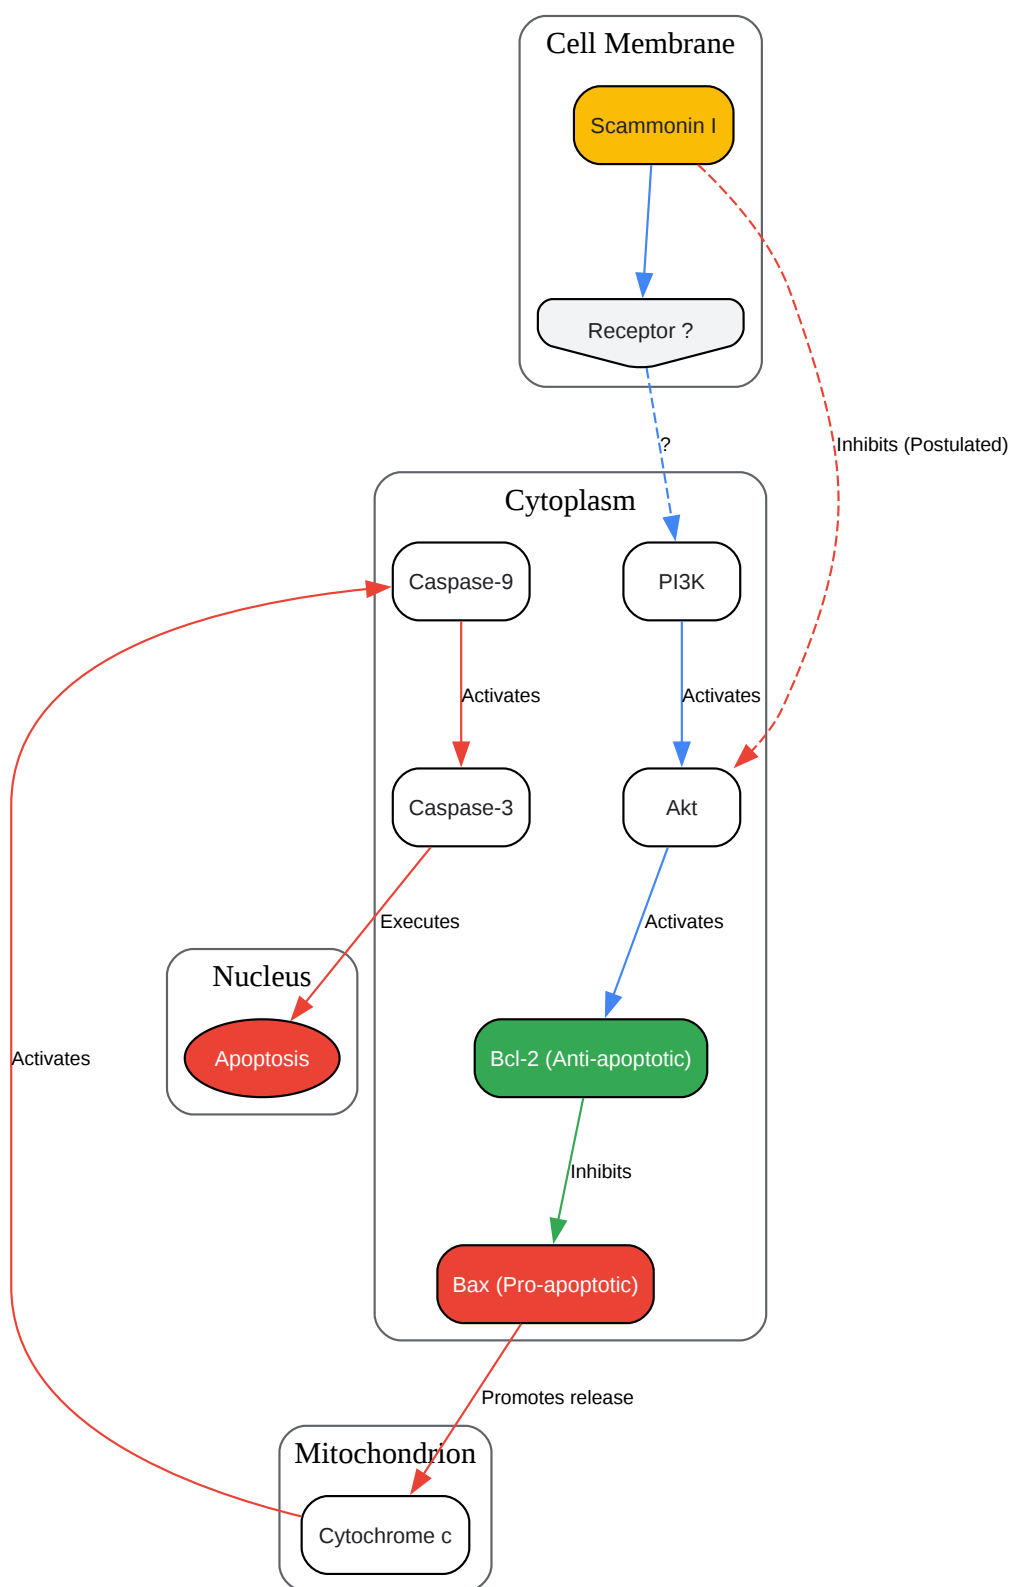 Cell Membrane
Scammonin I
Receptor ?
?
Inhibits (Postulated)
Cytoplasm
Caspase-9
PI3K
Activates
Activates
Caspase-3
Akt
Executes
Activates
Nucleus
Apoptosis
Activates
Bcl-2 (Anti-apoptotic)
Inhibits
Bax (Pro-apoptotic)
Promotes release
Mitochondrion
Cytochrome c